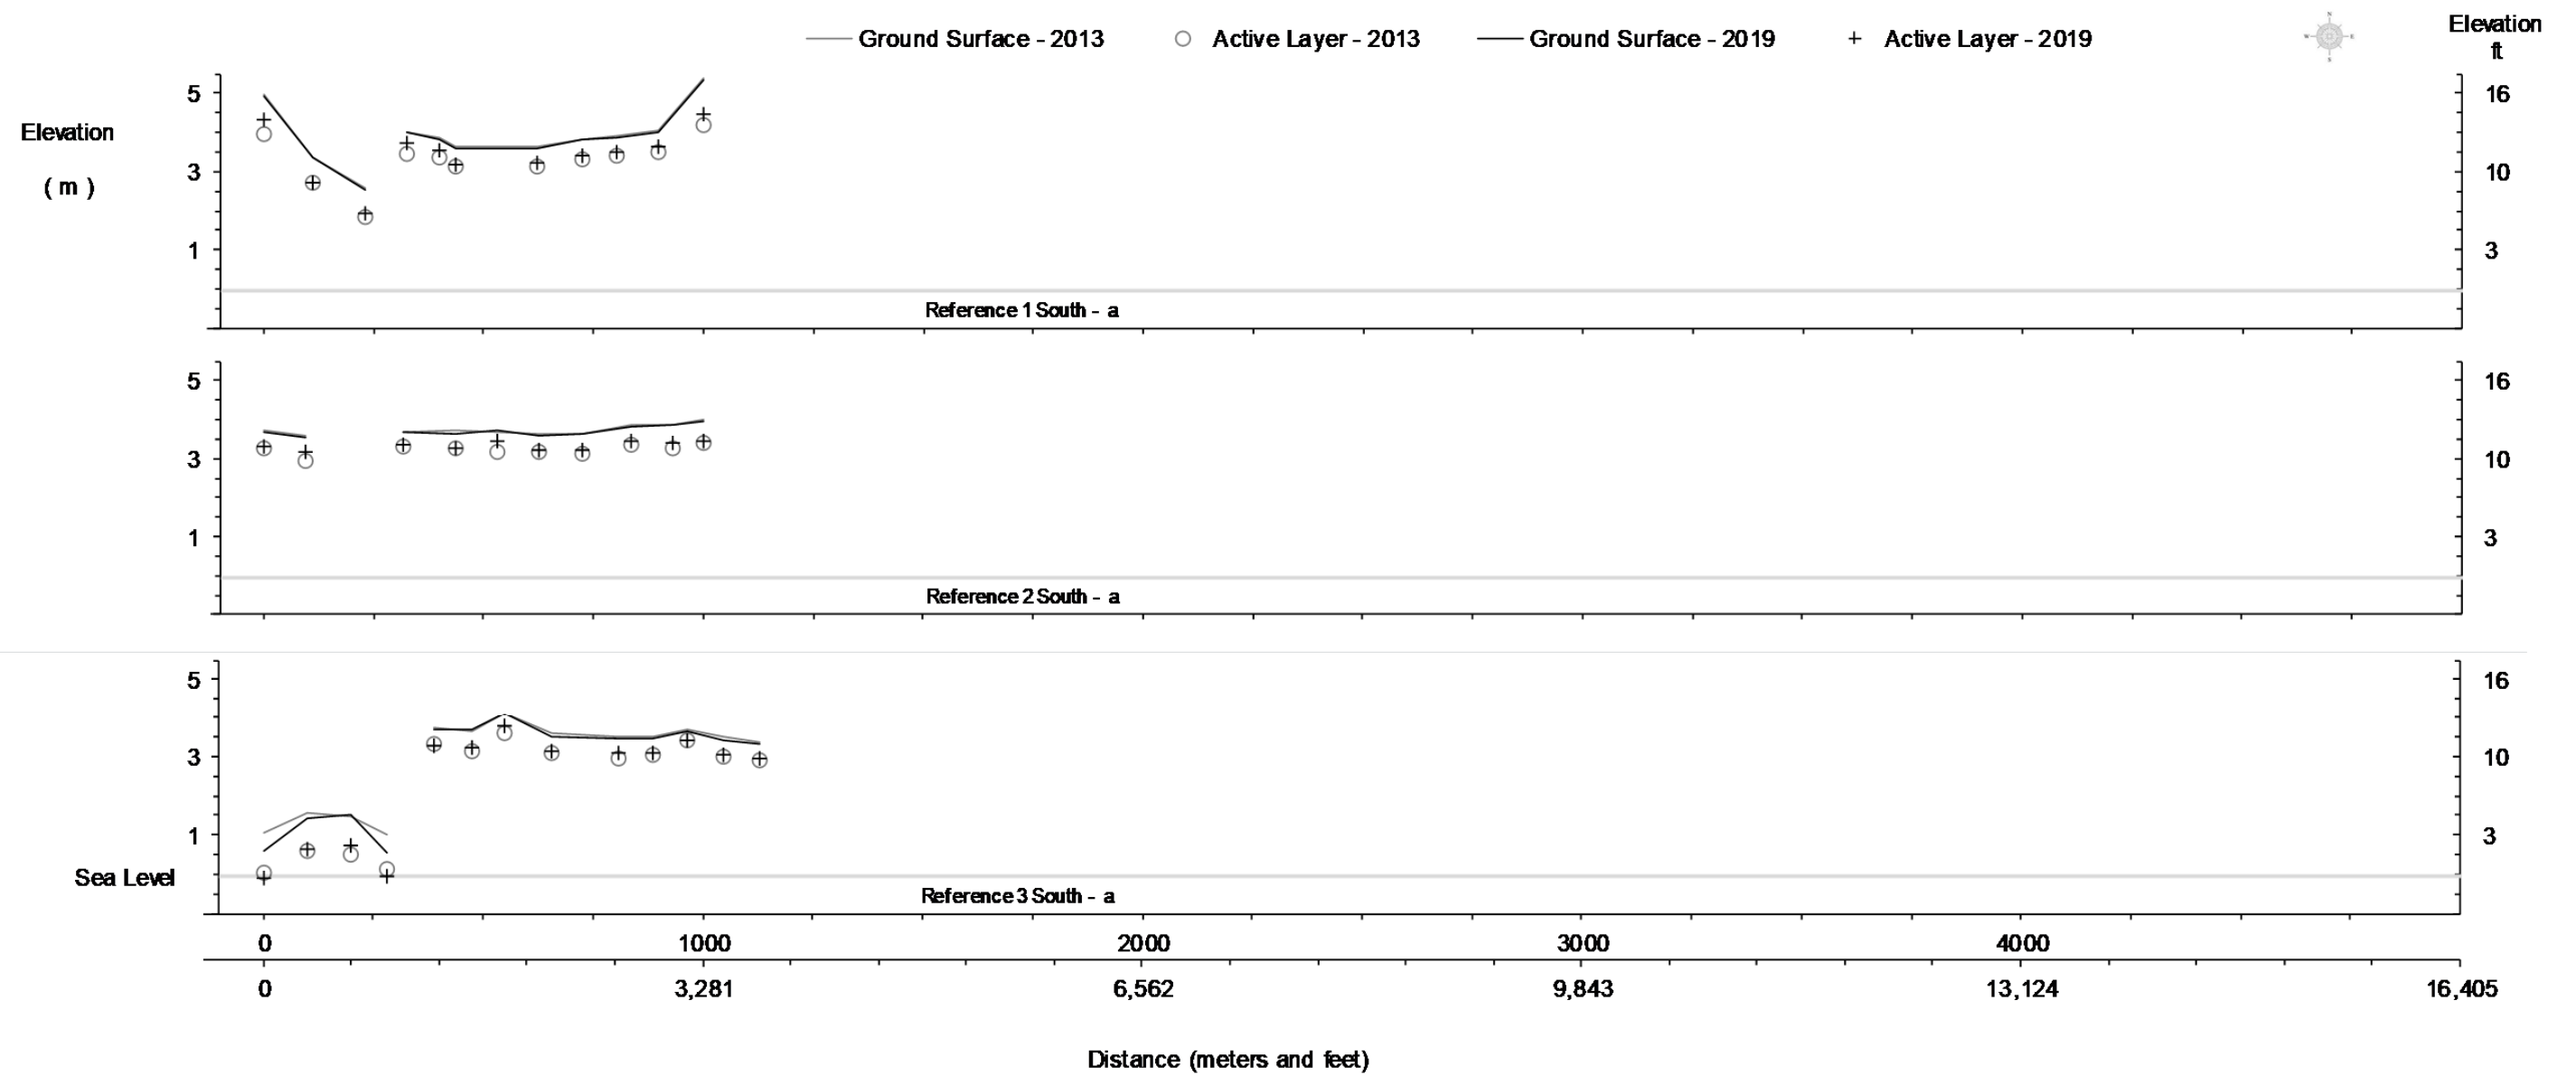 Ground Surface - 2013 Active Layer - 2013 Ground Surface - 2019 Active Layer - 2019
Elevation
ft
Elevation
( m )
5 16
3 10
1 3
Reference 1 South - a
5 16
3 10
1 3
Reference 2 South - a
5 16
3 10
1 3
Sea Level
Reference 3 South - a
0 1000 2000 3000 4000
0 3,281 6,562 9,843 13,124 16,405
Distance (meters and feet)